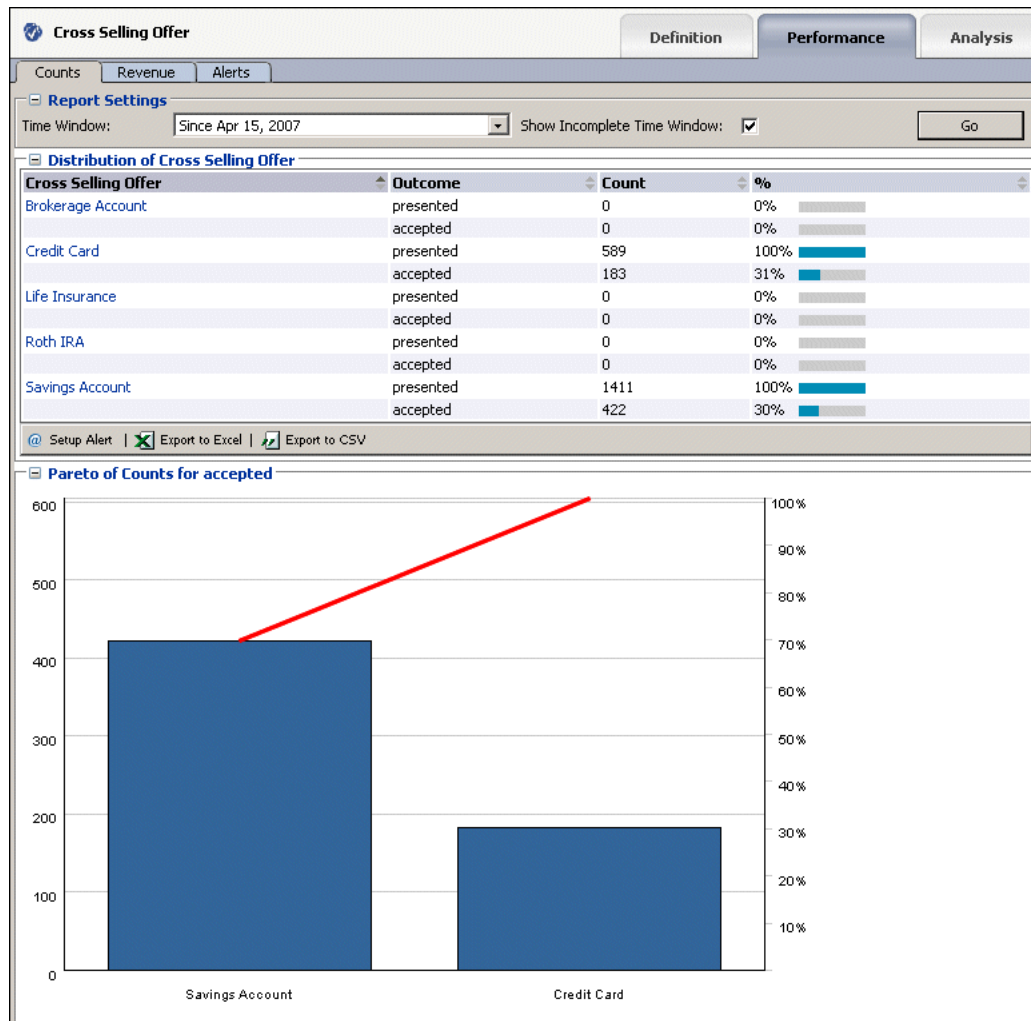 Cross Selling Offer
Definition Performance Analysis
Counts Revenue Alerts
Report Settings
Time Window: Since Apr 15, 2007 Show Incomplete Time Window: Go
Distribution of Cross Selling Offer
Cross Selling Offer Outcome Count %
Brokerage Account presented 0 0%
accepted 0 0%
Credit Card presented 589 100%
accepted 183 31%
Life Insurance presented 0 0%
accepted 0 0%
Roth IRA presented 0 0%
accepted 0 0%
Savings Account presented 1411 100%
accepted 422 30%
@ Setup Alert | Export to Excel | Export to CSV
Pareto of Counts for accepted
600 100%
90%
500
80%
70%
400
60%
300 50%
40%
200
30%
20%
100
10%
0
Savings Account Credit Card